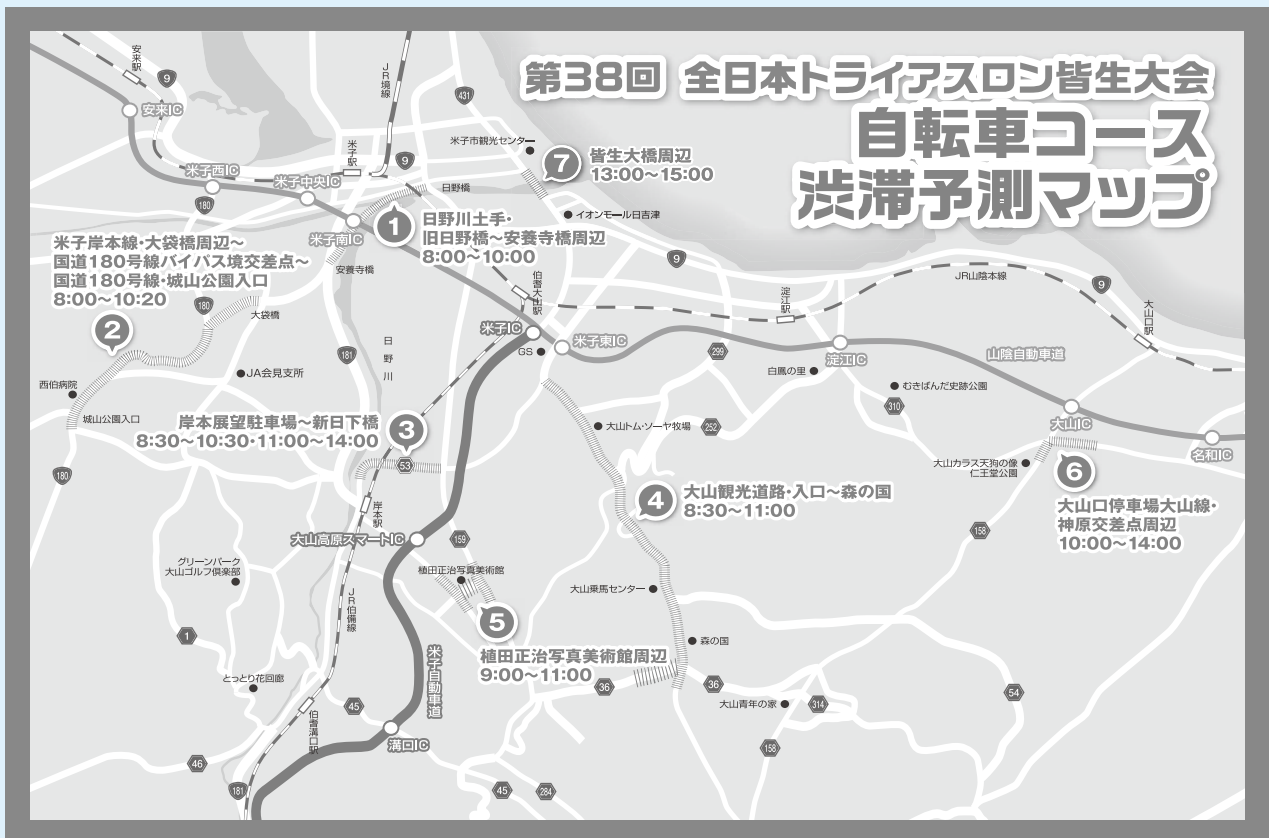 第38回 全日本トライアスロン皆生大会
自転車コース
渋滞予測マップ
安来駅
9
安来IC
JR境線
431
米子市観光センター
7
皆生大橋周辺
13:00〜15:00
米子駅
9
米子西IC
米子中央IC
日野橋
180
イオンモール日吉津
米子南IC
1
日野川土手・
旧日野橋〜安養寺橋周辺
8:00〜10:00
米子岸本線・大袋橋周辺〜
国道180号線バイパス境交差点〜
国道180号線・城山公園入口
8:00〜10:20
安養寺橋
9
JR山陰本線
9
伯耆大山駅
淀江駅
大山口駅
180
大袋橋
2
米子IC
米子東IC
GS
181
日野川
299
淀江IC
山陰自動車道
白鳳の里
JA会見支所
西伯病院
むきばんだ史跡公園
310
城山公園入口
岸本展望駐車場〜新日下橋
8:30〜10:30・11:00〜14:00
3
大山トム・ソーヤ牧場
252
大山IC
名和IC
53
180
大山カラス天狗の像
仁王堂公園
6
大山口停車場大山線・
神原交差点周辺
10:00〜14:00
4
大山観光道路・入口〜森の国
8:30〜11:00
岸本駅
158
大山高原スマートIC
159
グリーンパーク
大山ゴルフ倶楽部
植田正治写真美術館
JR伯備線
大山乗馬センター
5
植田正治写真美術館周辺
9:00〜11:00
1
森の国
米子自動車道
とっとり花回廊
36
36
54
45
大山青年の家
314
伯耆溝口駅
溝口IC
158
46
181
45
284